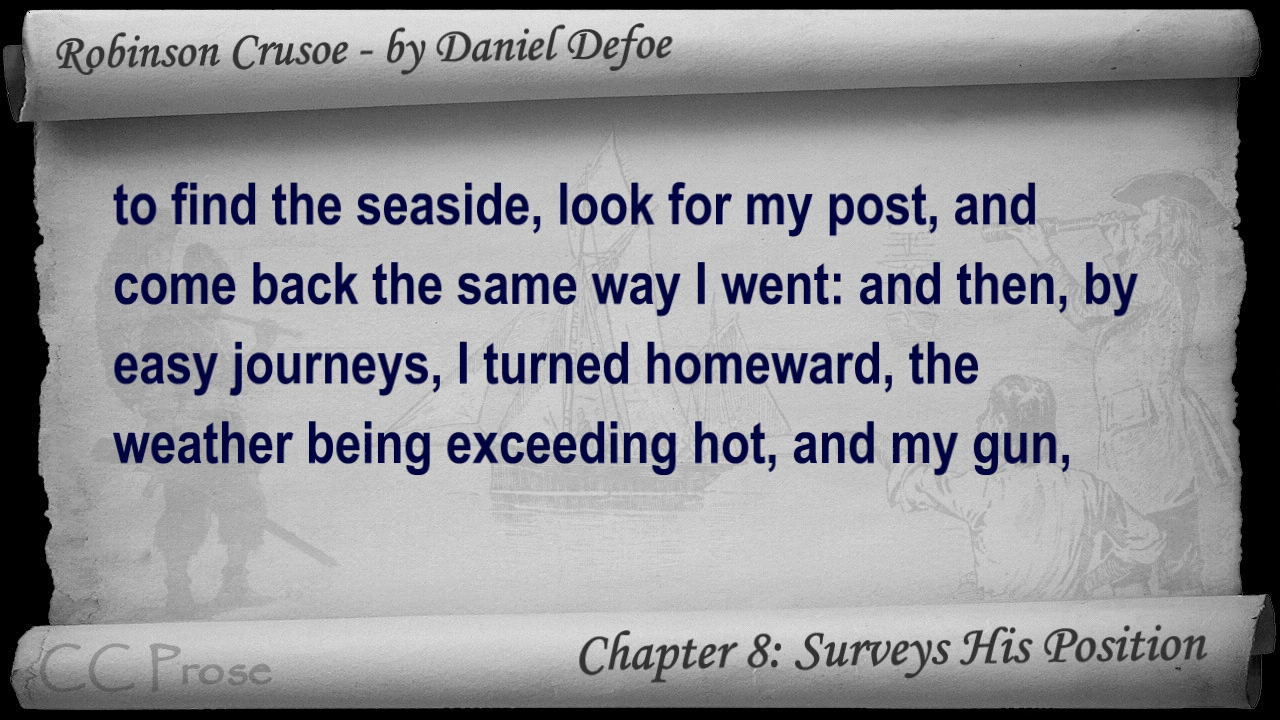 Robinson Crusoe - by Daniel Defoe
to find the seaside, look for my post, and
come back the same way I went: and then, by
easy journeys, I turned homeward, the
weather being exceeding hot, and my gun,
Chapter 8: Surveys His Position
CC Prose